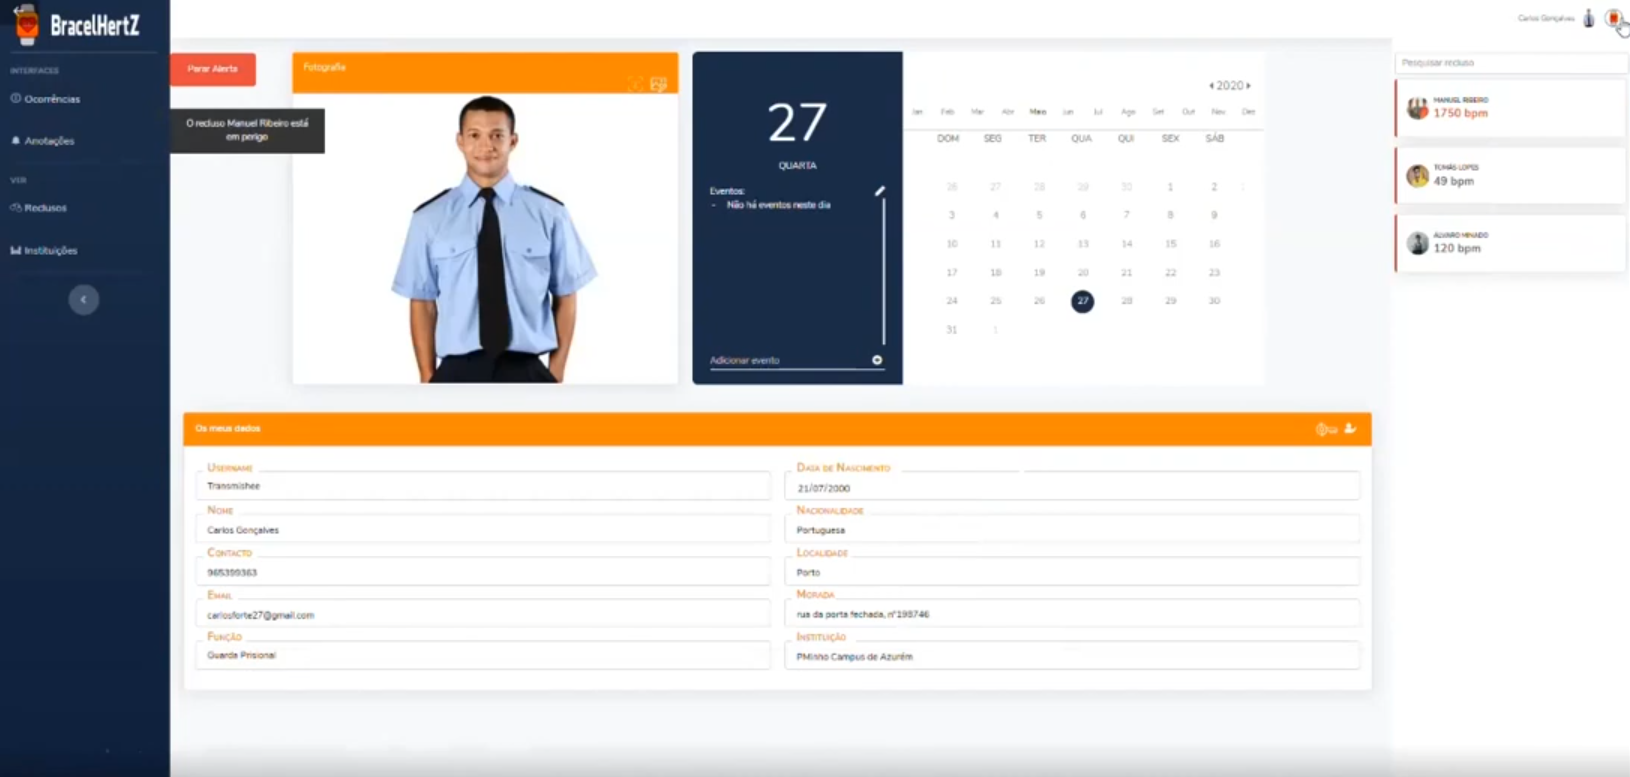 BracelHertZ
Carlos Gonçalves
INTERFACES
Ocorrências
Anotações
VER
Reclusos
Instituições
Parar Alerta
O recluso Manuel Ribeiro está
em perigo
Fotografia
27
QUARTA
Eventos:
- Não há eventos neste dia
Adicionar evento
2020
Jan Feb Mar Abr Maio Jun Jul Ago Set Out Nov Dez
DOM SEG TER QUA QUI SEX SÁB
26 27 28 29 30 1 2
3 4 5 6 7 8 9
10 11 12 13 14 15 16
17 18 19 20 21 22 23
24 25 26 27 28 29 30
31 1
Pesquisar recluso
MANUEL RIBEIRO
1750 bpm
TOMÁS LOPES
49 bpm
ÁLVARO MINADO
120 bpm
Os meus dados
USERNAME
Transmishee
DATA DE NASCIMENTO
21/07/2000
NOME
Carlos Gonçalves
NACIONALIDADE
Portuguesa
CONTACTO
965399363
LOCALIDADE
Porto
EMAIL
carlosforte27@gmail.com
MORADA
rua da porta fechada, nº198746
FUNÇÃO
Guarda Prisional
INSTITUIÇÃO
PMinho Campus de Azurém